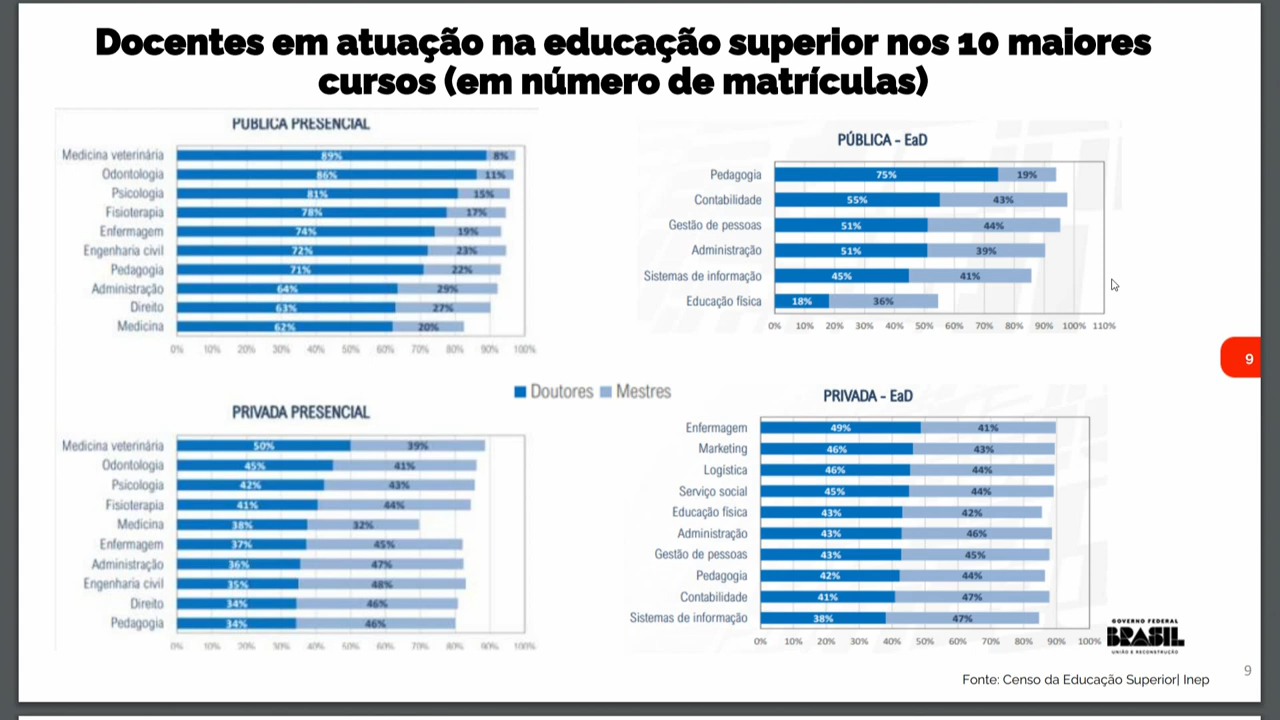 Docentes em atuação na educação superior nos 10 maiores
cursos (em número de matrículas)
PÚBLICA PRESENCIAL
Medicina veterinária 89% 8%
Odontologia 86% 11%
Psicologia 81% 15%
Fisioterapia 78% 17%
Enfermagem 74% 19%
Engenharia civil 72% 23%
Pedagogia 71% 22%
Administração 64% 29%
Direito 63% 27%
Medicina 62% 20%
0% 10% 20% 30% 40% 50% 60% 70% 80% 90% 100%
PÚBLICA - EaD
Pedagogia 75% 19%
Contabilidade 55% 43%
Gestão de pessoas 51% 44%
Administração 51% 39%
Sistemas de informação 45% 41%
Educação física 18% 36%
0% 10% 20% 30% 40% 50% 60% 70% 80% 90% 100% 110%
9
Doutores Mestres
PRIVADA PRESENCIAL
Medicina veterinária 50% 39%
Odontologia 45% 41%
Psicologia 42% 43%
Fisioterapia 41% 44%
Medicina 38% 32%
Enfermagem 37% 45%
Administração 36% 47%
Engenharia civil 35% 48%
Direito 34% 46%
Pedagogia 34% 46%
0% 10% 20% 30% 40% 50% 60% 70% 80% 90% 100%
PRIVADA - EaD
Enfermagem 49% 41%
Marketing 46% 43%
Logística 46% 44%
Serviço social 45% 44%
Educação física 43% 42%
Administração 43% 46%
Gestão de pessoas 43% 45%
Pedagogia 42% 44%
Contabilidade 41% 47%
Sistemas de informação 38% 47%
0% 10% 20% 30% 40% 50% 60% 70% 80% 90% 100%
GOVERNO FEDERAL
BRASIL
UNIÃO E RECONSTRUÇÃO
9
Fonte: Censo da Educação Superior| Inep